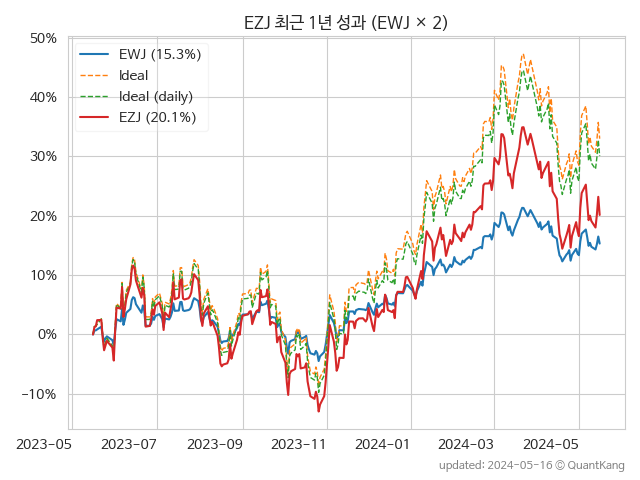 EZJ 최근 1년 성과 (EWJ × 2)
50%
40%
30%
20%
10%
0%
−10%
EWJ (15.3%)
Ideal
Ideal (daily)
EZJ (20.1%)
2023-05
2023-07
2023-09
2023-11
2024-01
2024-03
2024-05
updated: 2024-05-16 © QuantKang